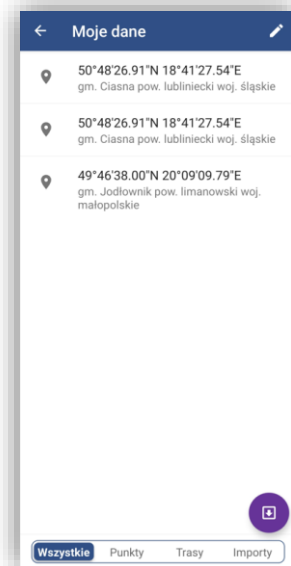 Moje dane
50°48'26.91"N 18°41'27.54"E
gm. Ciasna pow. lubliniecki woj. śląskie
50°48'26.91"N 18°41'27.54"E
gm. Ciasna pow. lubliniecki woj. śląskie
49°46'38.00"N 20°09'09.79"E
gm. Jodłownik pow. limanowski woj.
małopolskie
Wszystkie Punkty Trasy Importy